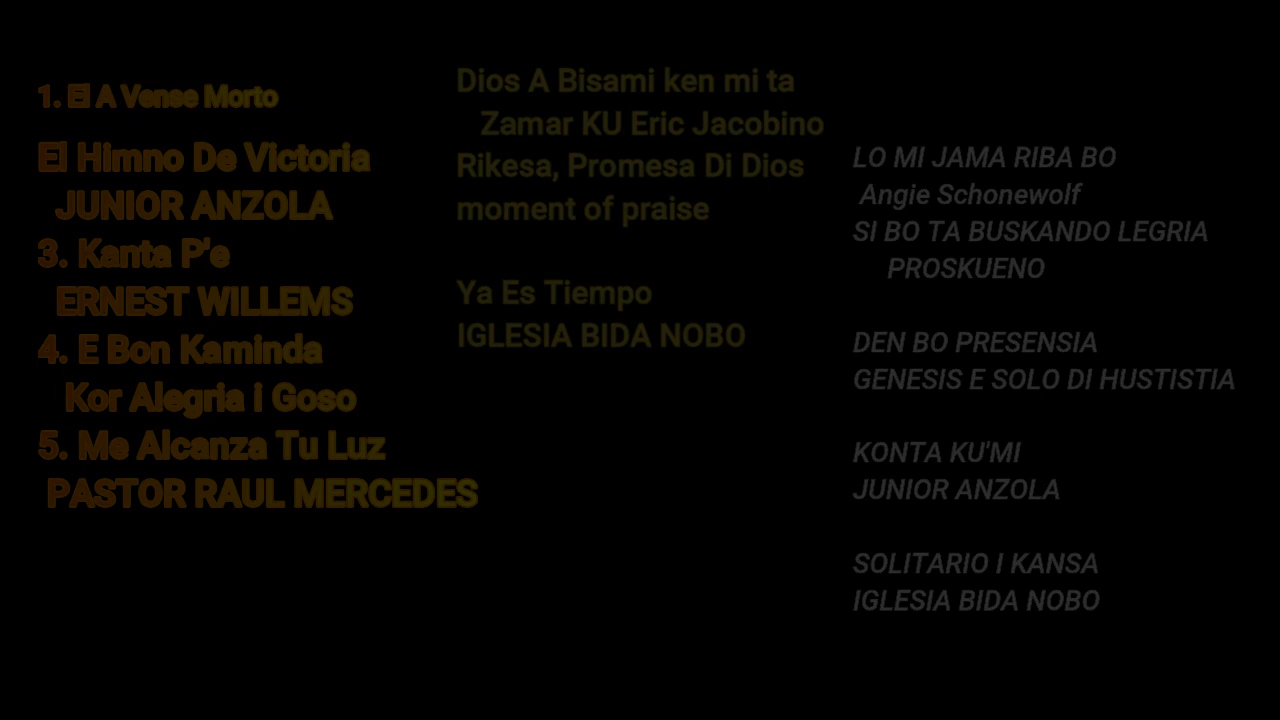 1. El A Vense Morto
El Himno De Victoria
JUNIOR ANZOLA
3. Kanta P'e
ERNEST WILLEMS
4. E Bon Kaminda
Kor Alegria i Goso
5. Me Alcanza Tu Luz
PASTOR RAUL MERCEDES
Dios A Bisami ken mi ta
Zamar KU Eric Jacobino
Rikesa, Promesa Di Dios
moment of praise
Ya Es Tiempo
IGLESIA BIDA NOBO
LO MI JAMA RIBA BO
Angie Schonewolf
SI BO TA BUSKANDO LEGRIA
PROSKUENO
DEN BO PRESENSIA
GENESIS E SOLO DI HUSTISTIA
KONTA KU'MI
JUNIOR ANZOLA
SOLITARIO I KANSA
IGLESIA BIDA NOBO